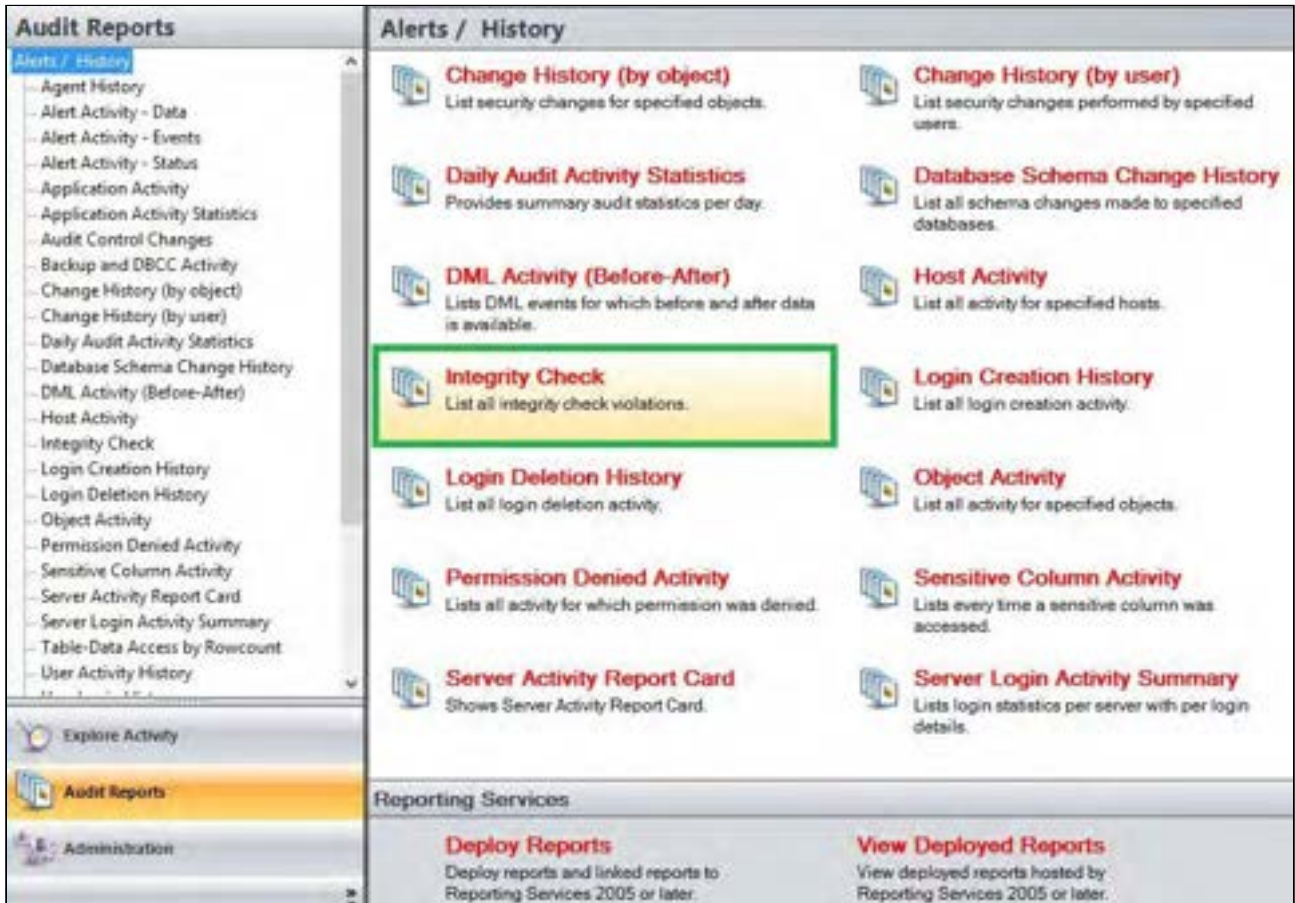 Audit Reports
Alerts / History
Agent History
Alert Activity - Data
Alert Activity - Events
Alert Activity - Status
Application Activity
Application Activity Statistics
Audit Control Changes
Backup and DBCC Activity
Change History (by object)
Change History (by user)
Daily Audit Activity Statistics
Database Schema Change History
DML Activity (Before-After)
Host Activity
Integrity Check
Login Creation History
Login Deletion History
Object Activity
Permission Denied Activity
Sensitive Column Activity
Server Activity Report Card
Server Login Activity Summary
Table-Data Access by Rowcount
User Activity History
Explore Activity
Audit Reports
Administration
Alerts / History
Change History (by object)
List security changes for specified objects.
Change History (by user)
List security changes performed by specified
users.
Daily Audit Activity Statistics
Provides summary audit statistics per day.
Database Schema Change History
List all schema changes made to specified
databases.
DML Activity (Before-After)
Lists DML events for which before and after data
is available.
Host Activity
List all activity for specified hosts.
Integrity Check
List all integrity check violations.
Login Creation History
List all login creation activity.
Login Deletion History
List all login deletion activity.
Object Activity
List all activity for specified objects.
Permission Denied Activity
Lists all activity for which permission was denied.
Sensitive Column Activity
Lists every time a sensitive column was
accessed.
Server Activity Report Card
Shows Server Activity Report Card.
Server Login Activity Summary
Lists login statistics per server with per login
details.
Reporting Services
Deploy Reports
Deploy reports and linked reports to
Reporting Services 2005 or later.
View Deployed Reports
View deployed reports hosted by
Reporting Services 2005 or later.